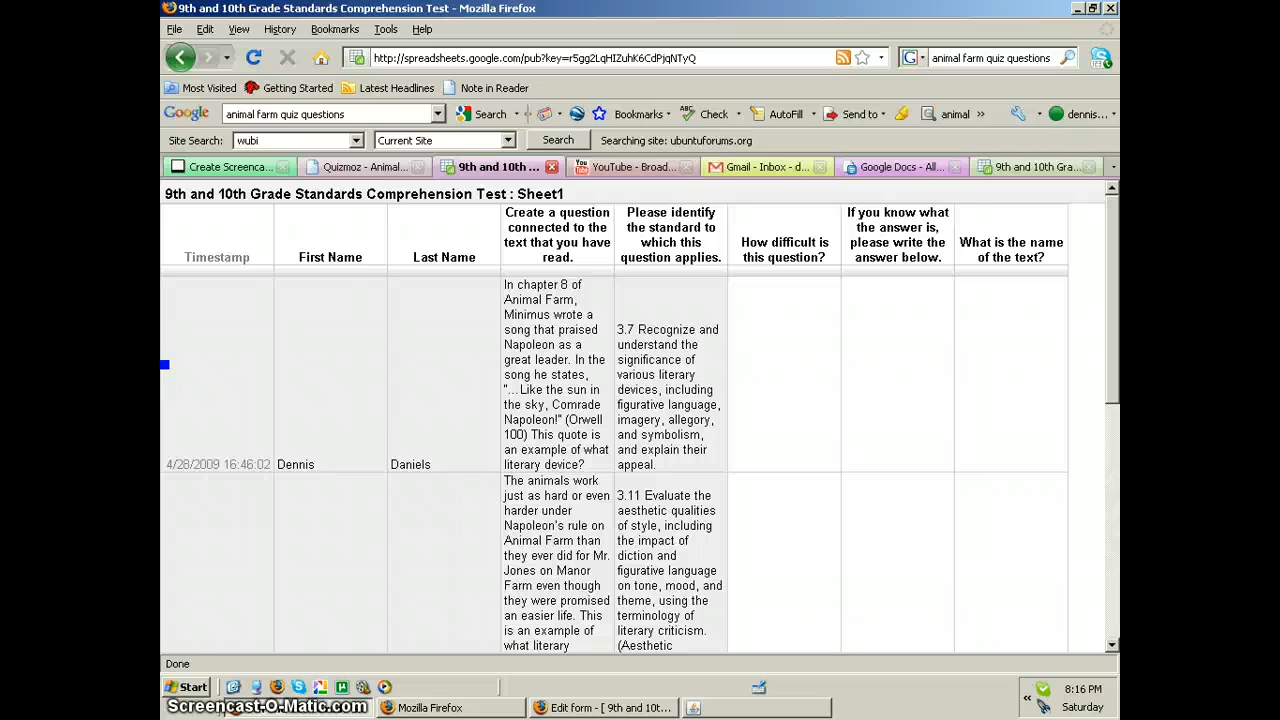 9th and 10th Grade Standards Comprehension Test - Mozilla Firefox
File Edit View History Bookmarks Tools Help
http://spreadsheets.google.com/pub?key=r5gg2LqHIZuhK6CdPjqNTyQ
animal farm quiz questions
Most Visited Getting Started Latest Headlines Note in Reader
Google animal farm quiz questions Search Bookmarks Check AutoFill Send to animal » dennis...
Site Search: wubi Current Site Search Searching site: ubuntuforums.org
Create Screenca... Quizmoz - Animal... 9th and 10th ... YouTube - Broad... Gmail - Inbox - d... Google Docs - All... 9th and 10th Gra...
9th and 10th Grade Standards Comprehension Test : Sheet1
Timestamp
First Name
Last Name
Create a question
connected to the
text that you have
read.
Please identify
the standard to
which this
question applies.
How difficult is
this question?
If you know what
the answer is,
please write the
answer below.
What is the name
of the text?
4/28/2009 16:46:02
Dennis
Daniels
In chapter 8 of
Animal Farm,
Minimus wrote a
song that praised
Napoleon as a
great leader. In the
song he states,
"...Like the sun in
the sky, Comrade
Napoleon!" (Orwell
100) This quote is
an example of what
literary device?
3.7 Recognize and
understand the
significance of
various literary
devices, including
figurative language,
imagery, allegory,
and symbolism,
and explain their
appeal.
The animals work
just as hard or even
harder under
Napoleon's rule on
Animal Farm than
they ever did for Mr.
Jones on Manor
Farm even though
they were promised
an easier life. This
is an example of
what literary
3.11 Evaluate the
aesthetic qualities
of style, including
the impact of
diction and
figurative language
on tone, mood, and
theme, using the
terminology of
literary criticism.
(Aesthetic
Done
Start
8:16 PM
Screencast-O-Matic.com
Mozilla Firefox
Edit form - [ 9th and 10t...
«
Saturday